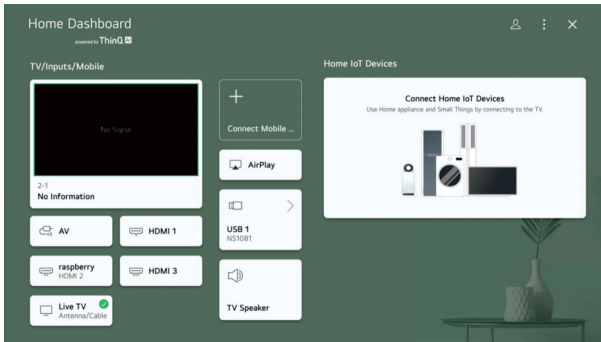 Home Dashboard
powered by ThinQ AI
TV/Inputs/Mobile
No Signal
2-1
No Information
AV
HDMI 1
raspberry
HDMI 2
HDMI 3
Live TV
Antenna/Cable
Connect Mobile ...
AirPlay
USB 1
NS1081
TV Speaker
Home IoT Devices
Connect Home IoT Devices
Use Home appliance and Small Things by connecting to the TV.